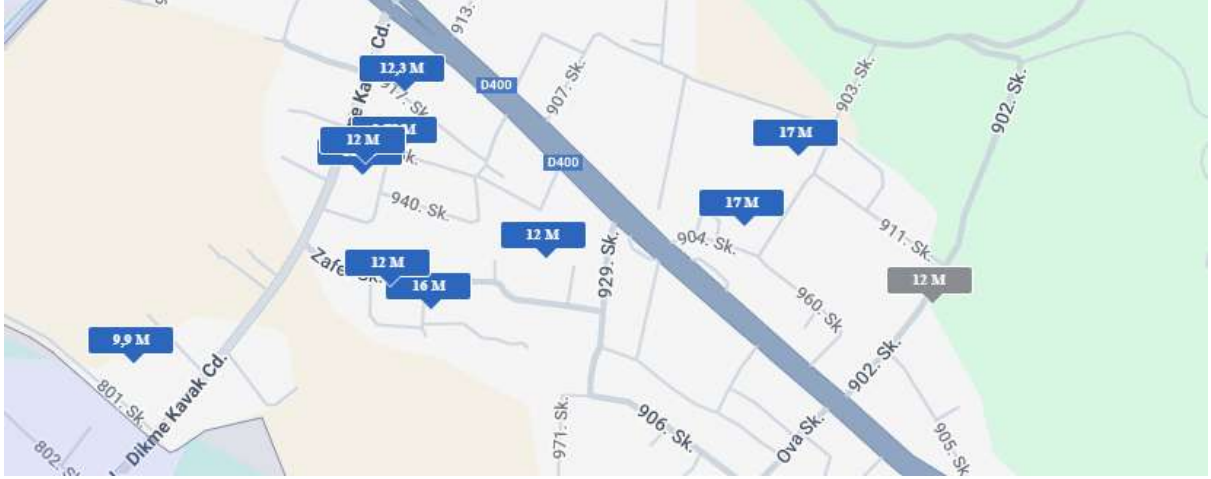 913.
Cd.
12,3 M
D400
917. Sk.
907. Sk.
903. Sk.
902. Sk.
M
12 M
17 M
D400
940. Sk.
17 M
911. Sk.
12 M
904. Sk.
929. Sk.
12 M
16 M
12 M
960. Sk.
9,9 M
902. Sk.
801. Sk.
Dikme Kavak Cd.
906. Sk.
971. Sk.
Ova Sk.
905. Sk.
802.